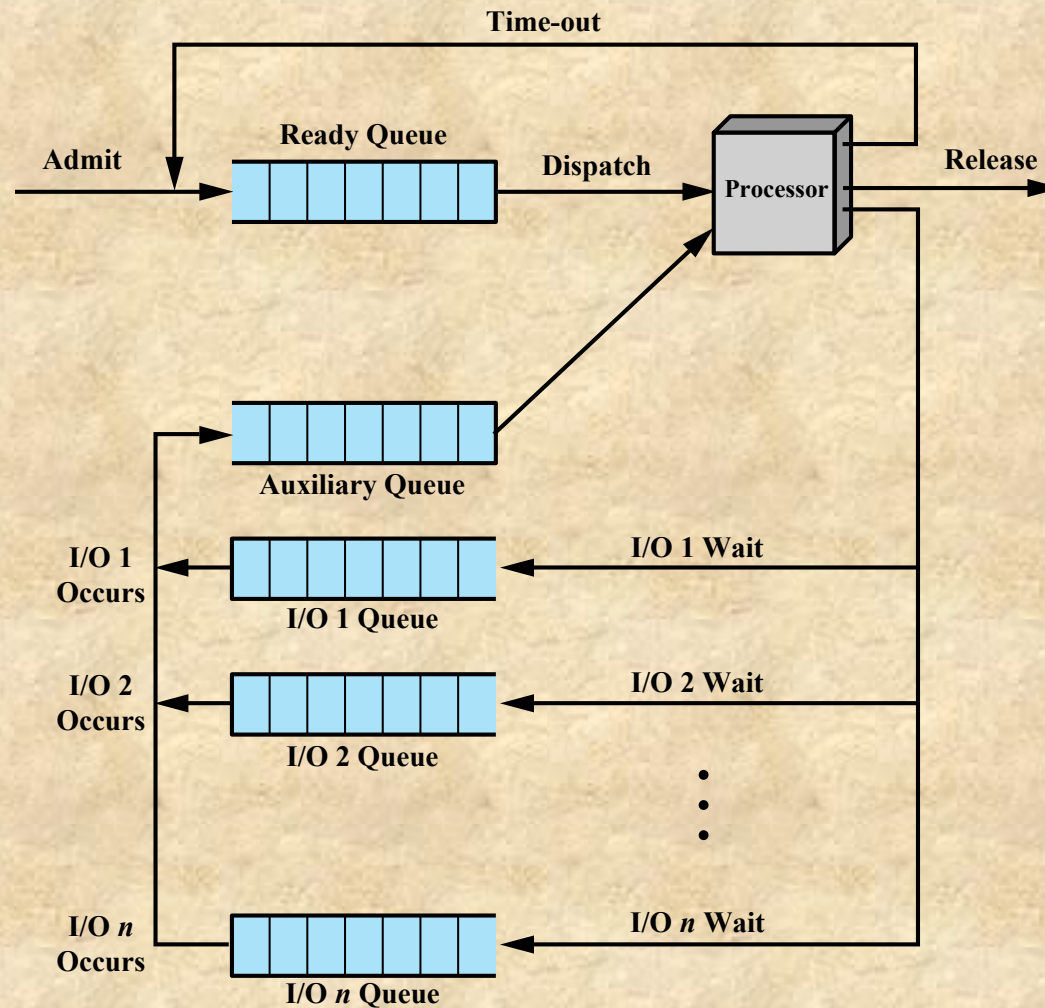 Time-out
Ready Queue
Admit
Dispatch
Release
Processor
Auxiliary Queue
I/O 1
Occurs
I/O 1 Wait
I/O 1 Queue
I/O 2
Occurs
I/O 2 Wait
I/O 2 Queue
I/O n
Occurs
I/O n Wait
I/O n Queue